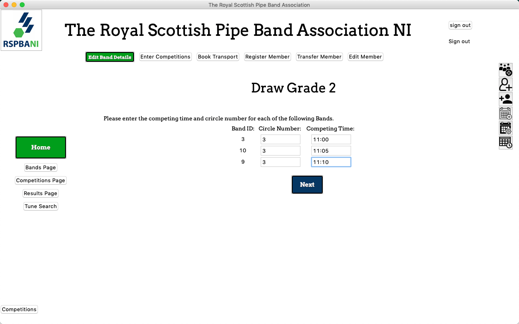 The Royal Scottish Pipe Band Association
RSPBANI
The Royal Scottish Pipe Band Association NI
sign out
Sign out
Edit Band Details Enter Competitions Book Transport Register Member Transfer Member Edit Member
Draw Grade 2
Please enter the competing time and cricle number for each of the following Bands.
Band ID: Circle Number: Competing Time:
3 3 11:00
10 3 11:05
9 3 11:10
Next
Home
Bands Page
Competitions Page
Results Page
Tune Search
Competitions